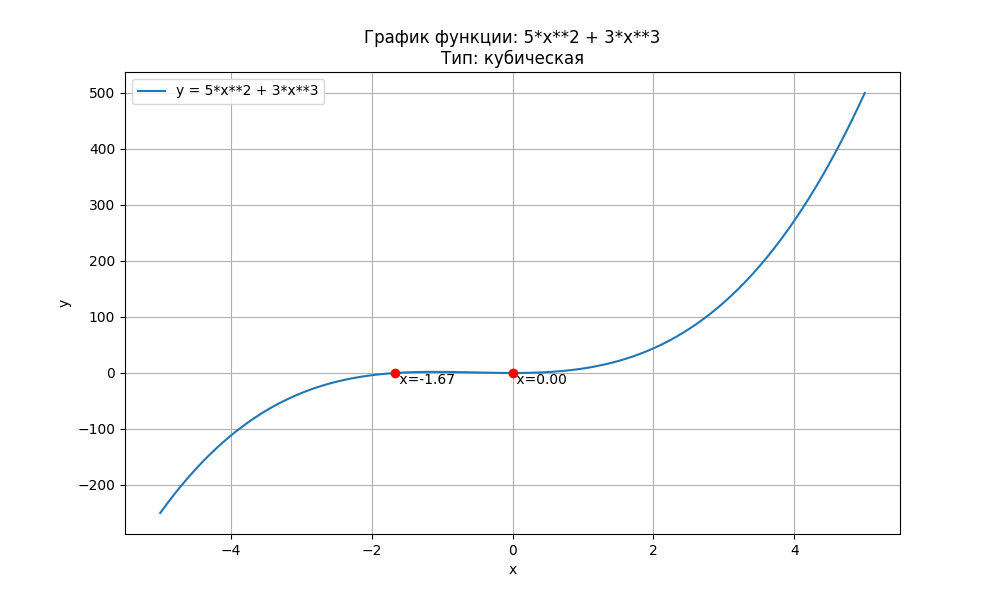 График функции: 5*x**2 + 3*x**3
Тип: кубическая
y = 5*x**2 + 3*x**3
500
400
300
200
100
0
−100
−200
y
x=-1.67
x=0.00
−4
−2
0
2
4
x